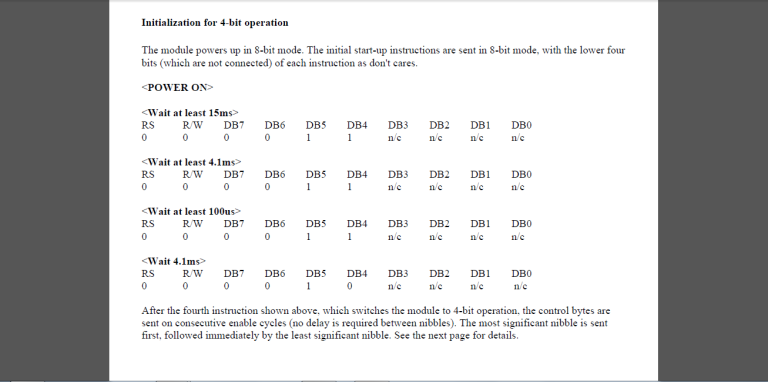 Initialization for 4-bit operation
The module powers up in 8-bit mode. The initial start-up instructions are sent in 8-bit mode, with the lower four
bits (which are not connected) of each instruction as don't cares.
<POWER ON>
<Wait at least 15ms>
RS R/W DB7 DB6 DB5 DB4 DB3 DB2 DB1 DB0
0 0 0 0 1 1 n/c n/c n/c n/c
<Wait at least 4.1ms>
RS R/W DB7 DB6 DB5 DB4 DB3 DB2 DB1 DB0
0 0 0 0 1 1 n/c n/c n/c n/c
<Wait at least 100us>
RS R/W DB7 DB6 DB5 DB4 DB3 DB2 DB1 DB0
0 0 0 0 1 1 n/c n/c n/c n/c
<Wait 4.1ms>
RS R/W DB7 DB6 DB5 DB4 DB3 DB2 DB1 DB0
0 0 0 0 1 0 n/c n/c n/c n/c
After the fourth instruction shown above, which switches the module to 4-bit operation, the control bytes are
sent on consecutive enable cycles (no delay is required between nibbles). The most significant nibble is sent
first, followed immediately by the least significant nibble. See the next page for details.